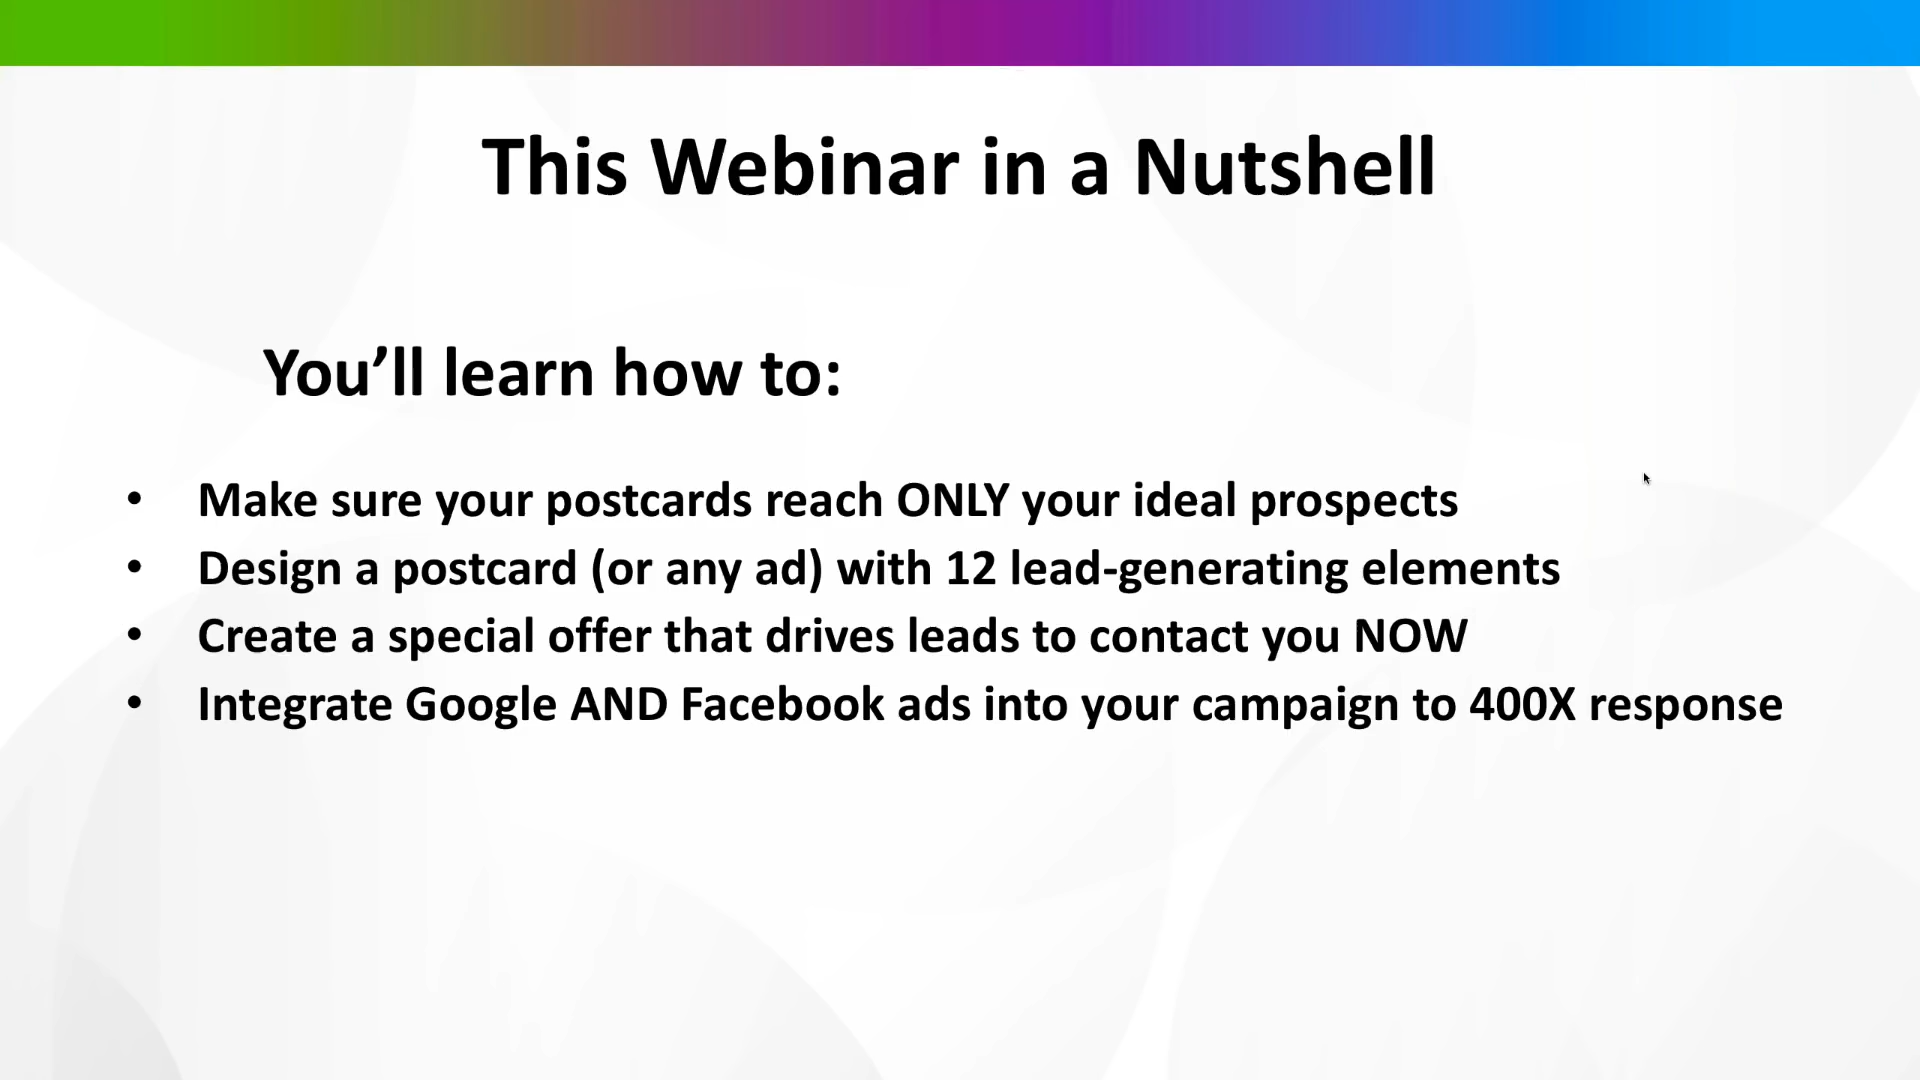 This Webinar in a Nutshell
You’ll learn how to:
• Make sure your postcards reach ONLY your ideal prospects
• Design a postcard (or any ad) with 12 lead-generating elements
• Create a special offer that drives leads to contact you NOW
• Integrate Google AND Facebook ads into your campaign to 400X response